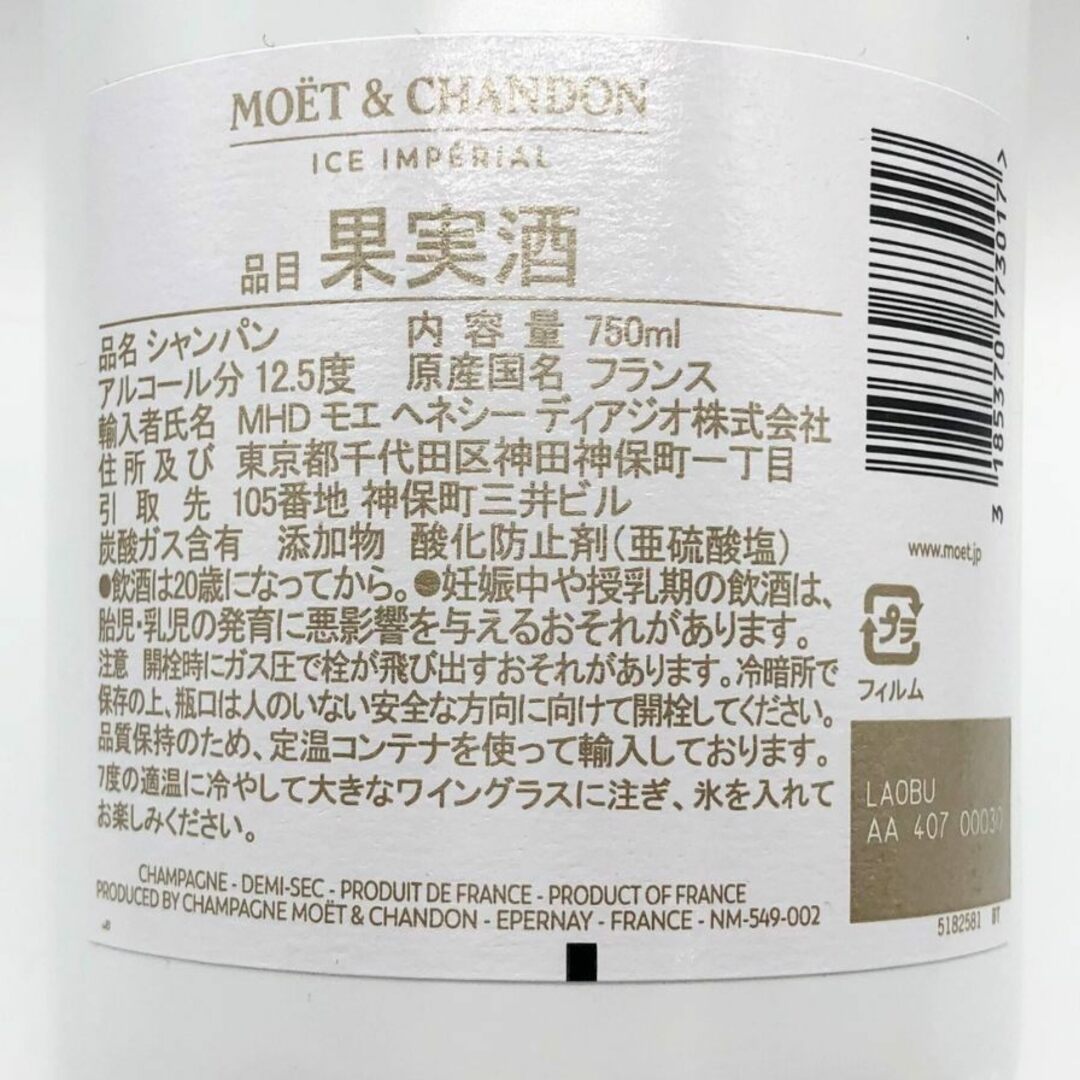 MOËT & CHANDON
ICE IMPÉRIAL
品目 果実酒
品名 シャンパン 内容量 750ml
アルコール分 12.5度 原産国名 フランス
輸入者氏名 MHD モエ ヘネシー ディアジオ株式会社
住所及び 東京都千代田区神田神保町一丁目
引取先 105番地 神保町三井ビル
炭酸ガス含有 添加物 酸化防止剤(亜硫酸塩)
●飲酒は20歳になってから。●妊娠中や授乳期の飲酒は、
胎児・乳児の発育に悪影響を与えるおそれがあります。
注意 開栓時にガス圧で栓が飛び出すおそれがあります。冷暗所で
保存の上、瓶口は人のいない安全な方向に向けて開栓してください。
品質保持のため、定温コンテナを使って輸入しております。
7度の適温に冷やして大きなワイングラスに注ぎ、氷を入れて
お楽しみください。
CHAMPAGNE - DEMI-SEC - PRODUIT DE FRANCE - PRODUCT OF FRANCE
PRODUCED BY CHAMPAGNE MOËT & CHANDON - EPERNAY - FRANCE - NM-549-002
3 185370 773017 >
www.moet.jp
プラ
フィルム
LAOBU
AA 407
5182581 BT